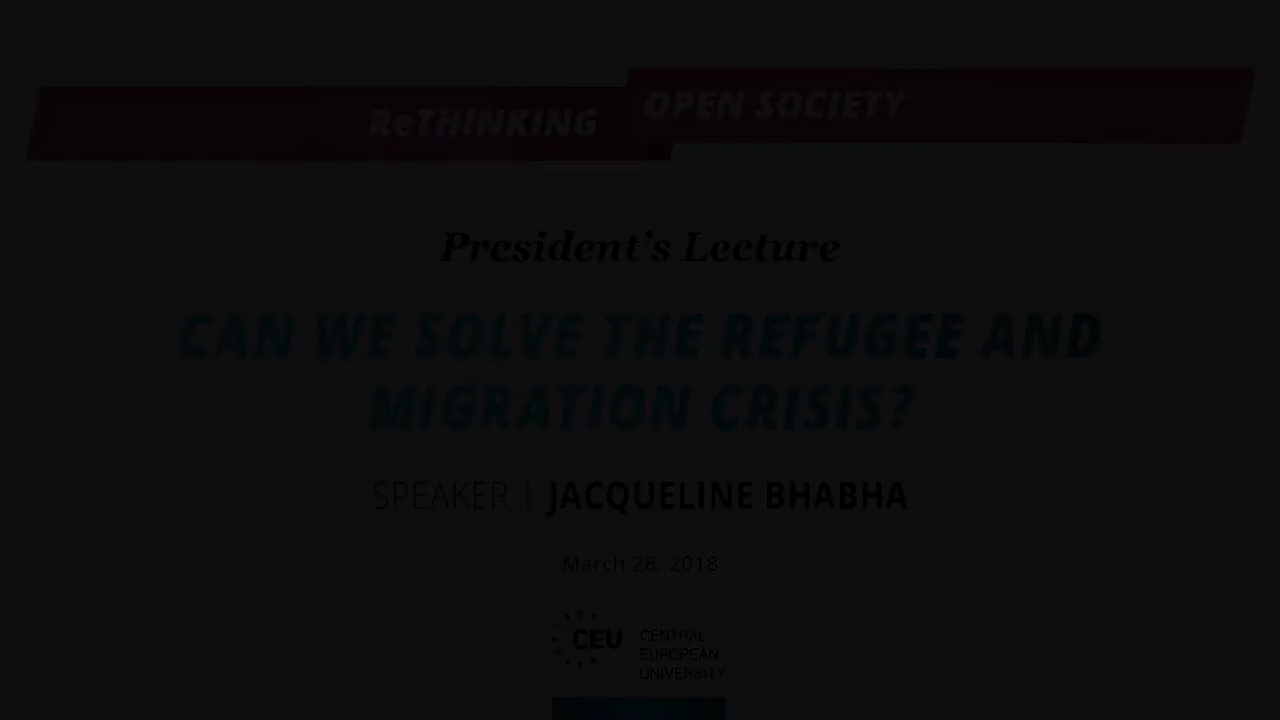 ReTHINKING OPEN SOCIETY
President's Lecture
CAN WE SOLVE THE REFUGEE AND
MIGRATION CRISIS?
SPEAKER | JACQUELINE BHABHA
March 28, 2018
CEU
CENTRAL
EUROPEAN
UNIVERSITY